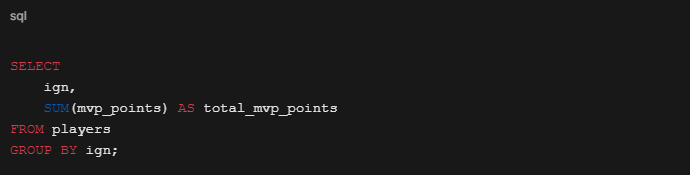 sql
SELECT
    ign,
    SUM(mvp_points) AS total_mvp_points
FROM players
GROUP BY ign;